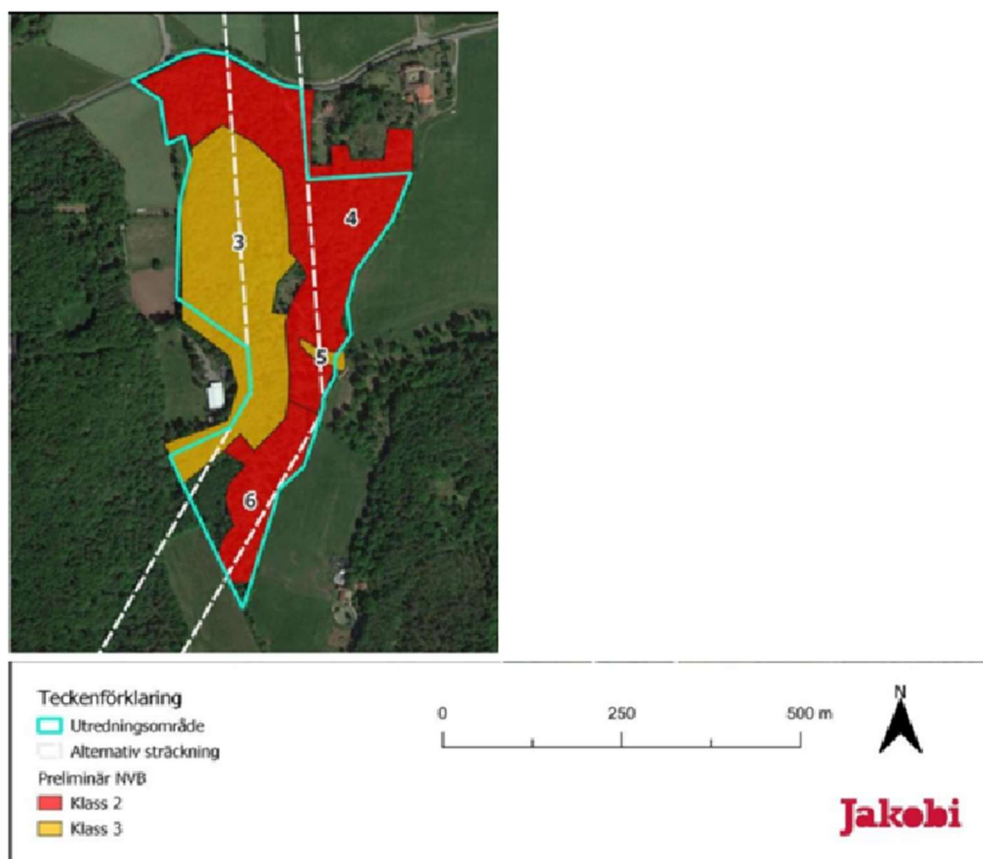 4
3
5
6
Teckenförklaring
Utredningsområde
Alternativ sträckning
Preliminär NVB
Klass 2
Klass 3
0 250 500 m
N
Jakobi